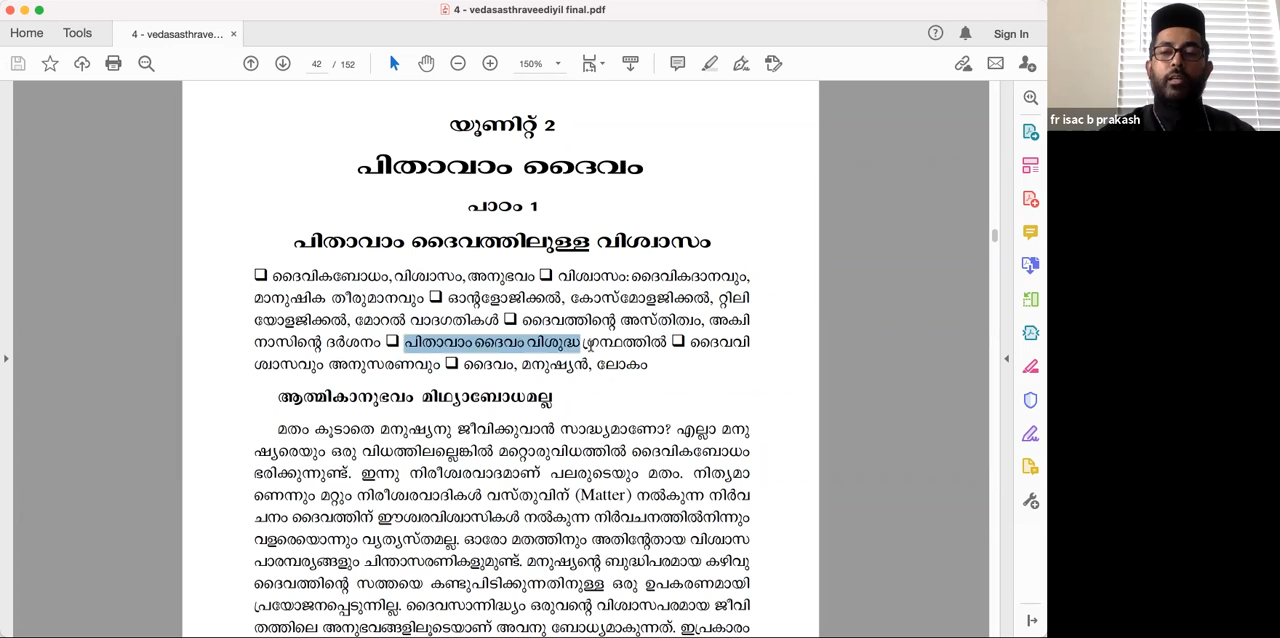 4 - vedasasthraveediyil final.pdf
Home
Tools
4 - vedasasthrave...
×
Sign In
42 / 152
150%
fr isac b prakash
യൂണിറ്റ് 2
പിതാവാം ദൈവം
പാഠം 1
പിതാവാം ദൈവത്തിലുള്ള വിശ്വാസം
❑ ദൈവികബോധം, വിശ്വാസം, അനുഭവം ❑ വിശ്വാസം: ദൈവികദാനവും,
മാനുഷിക തീരുമാനവും ❑ ഓന്റളോജിക്കൽ, കോസ്മോളജിക്കൽ, റ്റിലി
യോളജിക്കൽ, മോറൽ വാദഗതികൾ ❑ ദൈവത്തിന്റെ അസ്തിത്വം, അക്വി
നാസിന്റെ ദർശനം ❑ പിതാവാം ദൈവം വിശുദ്ധ ഗ്രന്ഥത്തിൽ ❑ ദൈവവി
ശ്വാസവും അനുസരണവും ❑ ദൈവം, മനുഷ്യൻ, ലോകം
ആത്മികാനുഭവം മിഥ്യാബോധമല്ല
മതം കൂടാതെ മനുഷ്യനു ജീവിക്കുവാൻ സാദ്ധ്യമാണോ? എല്ലാ മനു
ഷ്യരെയും ഒരു വിധത്തിലല്ലെങ്കിൽ മറ്റൊരുവിധത്തിൽ ദൈവികബോധം
ഭരിക്കുന്നുണ്ട്. ഇന്നു നിരീശ്വരവാദമാണ് പലരുടെയും മതം. നിത്യമാ
ണെന്നും മറ്റും നിരീശ്വരവാദികൾ വസ്തുവിന് (Matter) നൽകുന്ന നിർവ
ചനം ദൈവത്തിന് ഈശ്വരവിശ്വാസികൾ നൽകുന്ന നിർവചനത്തിൽനിന്നും
വളരെയൊന്നും വ്യത്യസ്തമല്ല. ഓരോ മതത്തിനും അതിന്റേതായ വിശ്വാസ
പാരമ്പര്യങ്ങളും ചിന്താസരണികളുമുണ്ട്. മനുഷ്യന്റെ ബുദ്ധിപരമായ കഴിവു
ദൈവത്തിന്റെ സത്തയെ കണ്ടുപിടിക്കുന്നതിനുള്ള ഒരു ഉപകരണമായി
പ്രയോജനപ്പെടുന്നില്ല. ദൈവസാന്നിദ്ധ്യം ഒരുവന്റെ വിശ്വാസപരമായ ജീവി
തത്തിലെ അനുഭവങ്ങളിലൂടെയാണ് അവനു ബോധ്യമാകുന്നത്. ഇപ്രകാരം